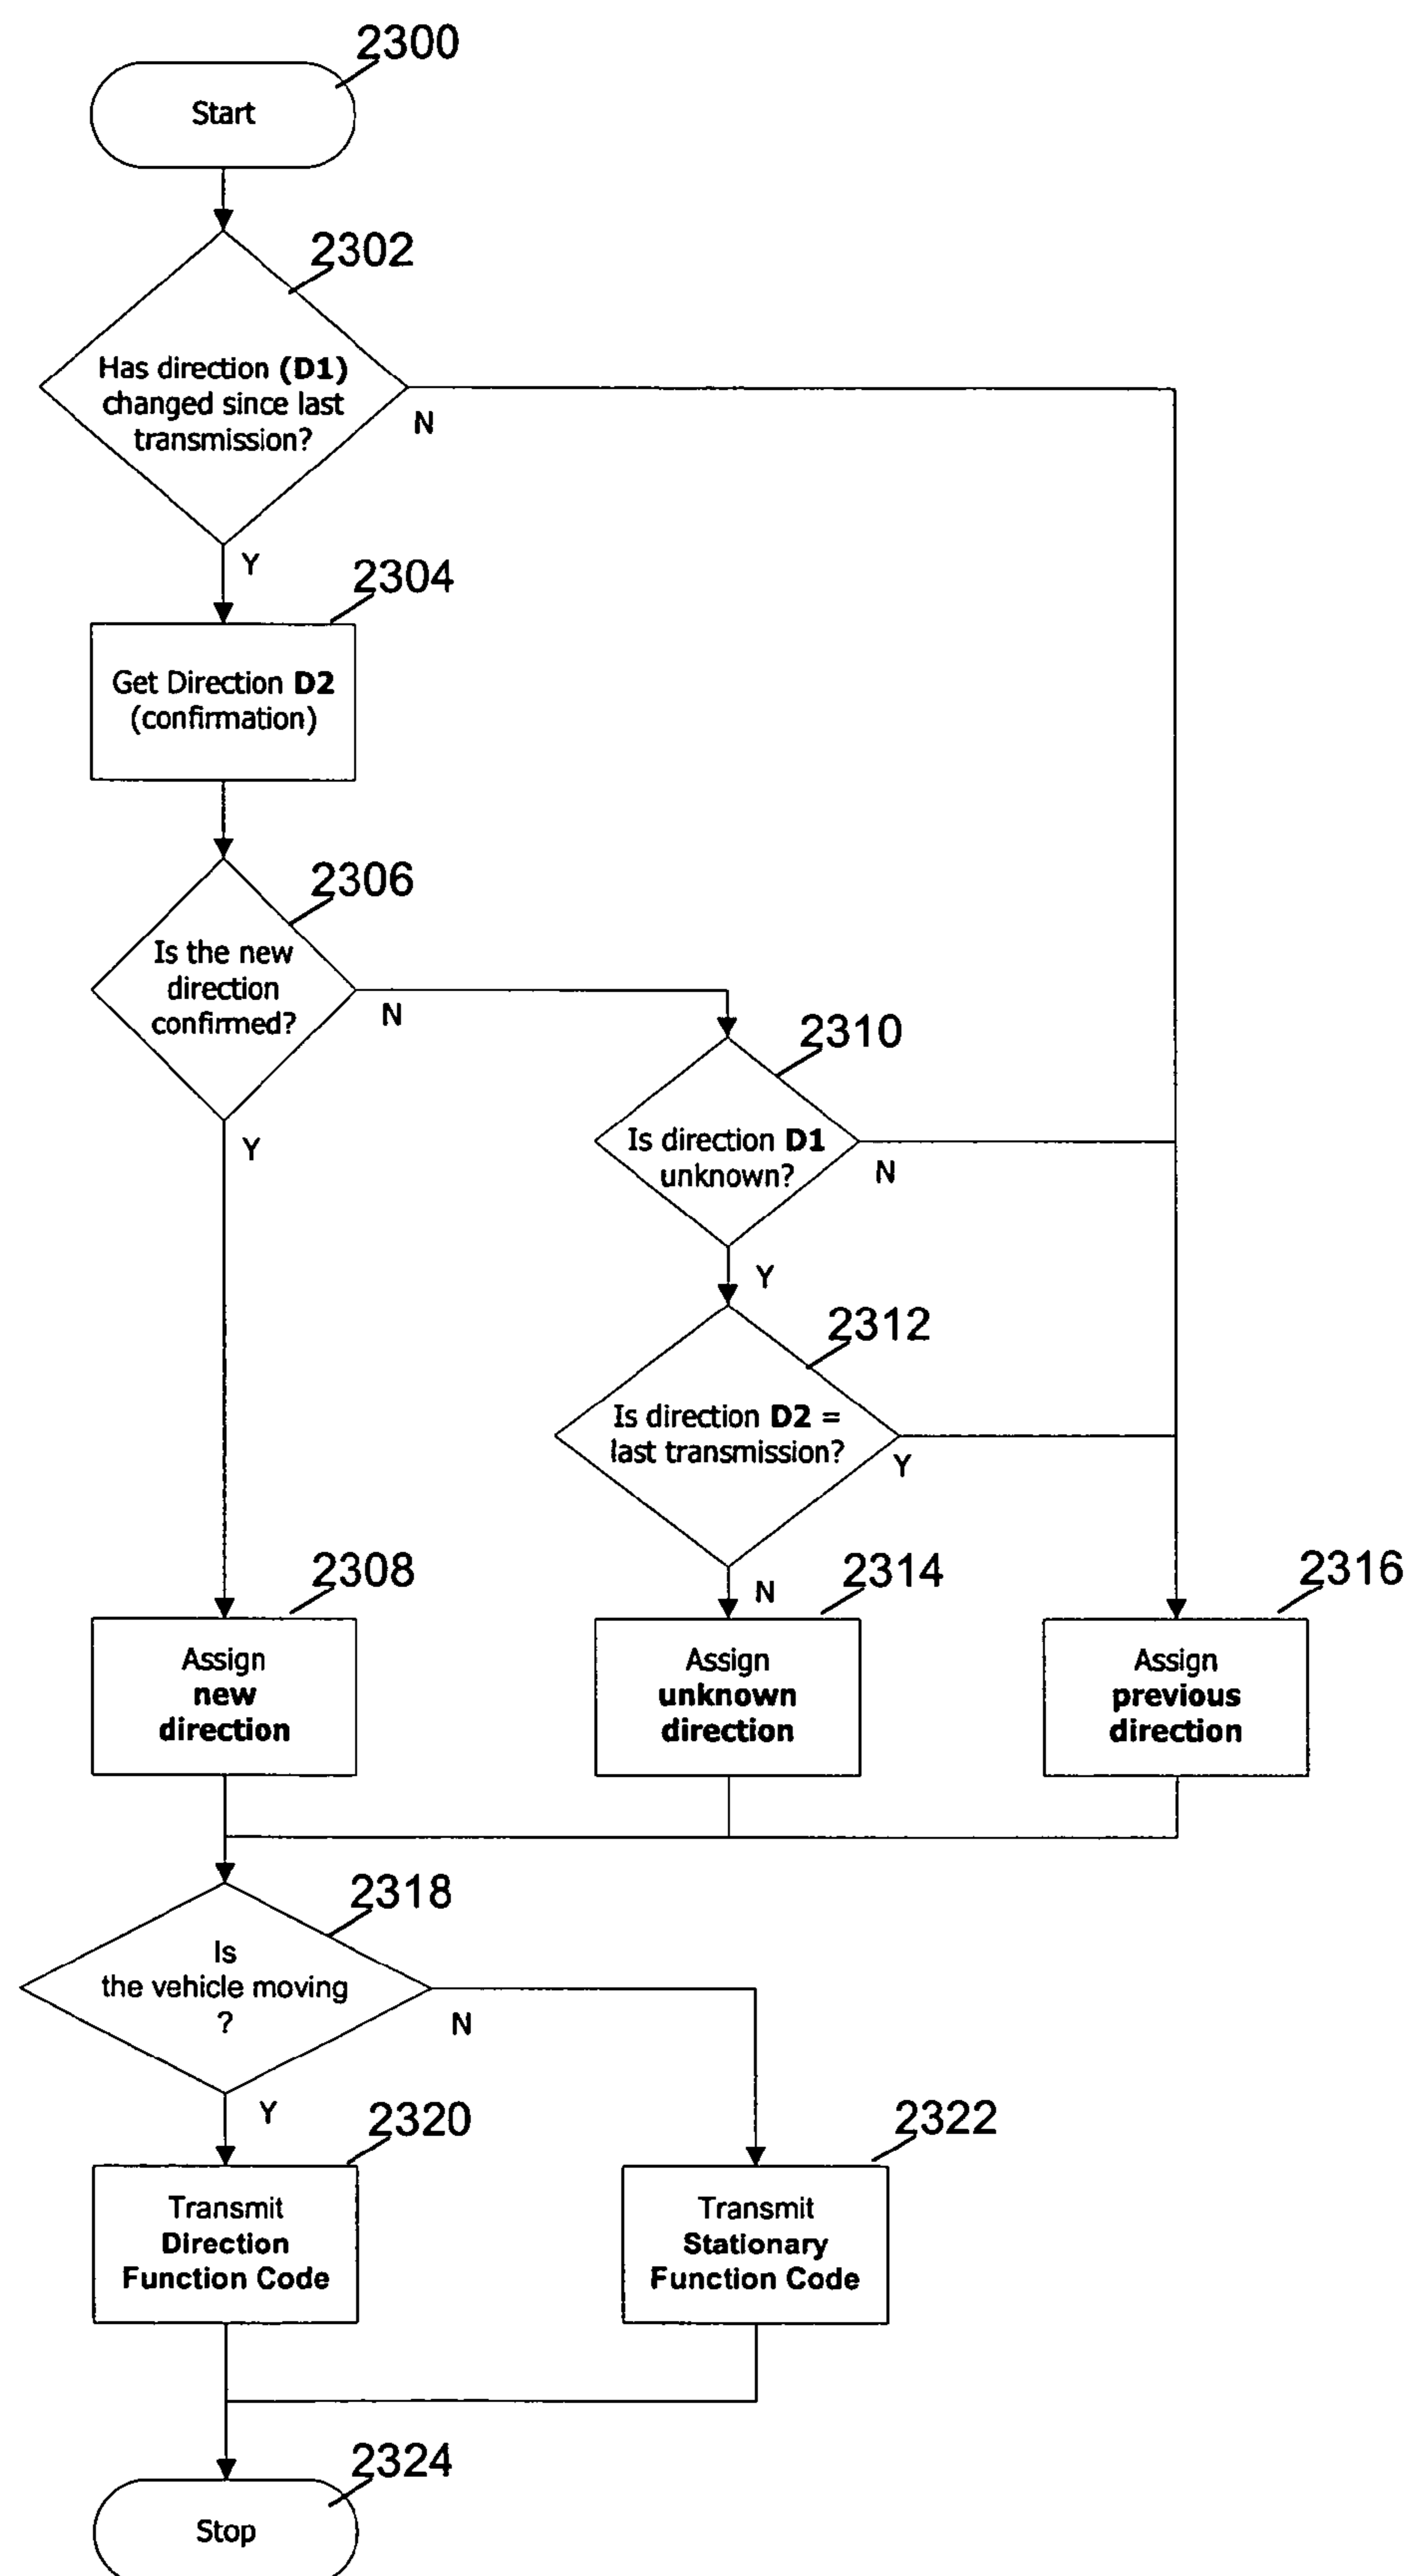 2300
Start
2302
Has direction (D1)
changed since last
transmission?
N
Y
2304
Get Direction D2
(confirmation)
2306
Is the new
direction
confirmed?
N
Y
2310
Is direction D1
unknown?
N
Y
2312
Is direction D2 =
last transmission?
Y
N
2308
Assign
new
direction
2314
Assign
unknown
direction
2316
Assign
previous
direction
2318
Is
the vehicle moving
?
N
Y
2320
Transmit
Direction
Function Code
2322
Transmit
Stationary
Function Code
2324
Stop